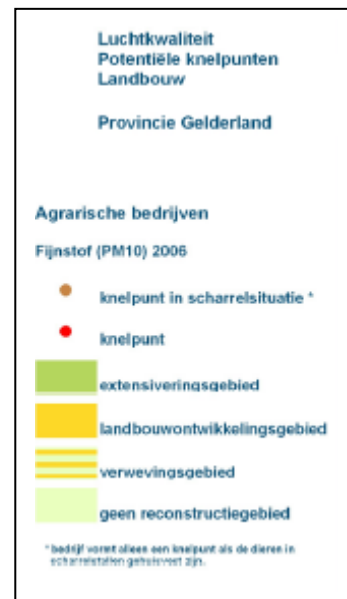 Luchtkwaliteit
Potentiële knelpunten
Landbouw
Provincie Gelderland
Agrarische bedrijven
Fijnstof (PM10) 2006
knelpunt in scharrelsituatie *
knelpunt
extensiveringsgebied
landbouwontwikkelingsgebied
verwevingsgebied
geen reconstructiegebied
* bedrijf vormt alleen een knelpunt als de dieren in
scharrelstallen gehuisvest zijn.